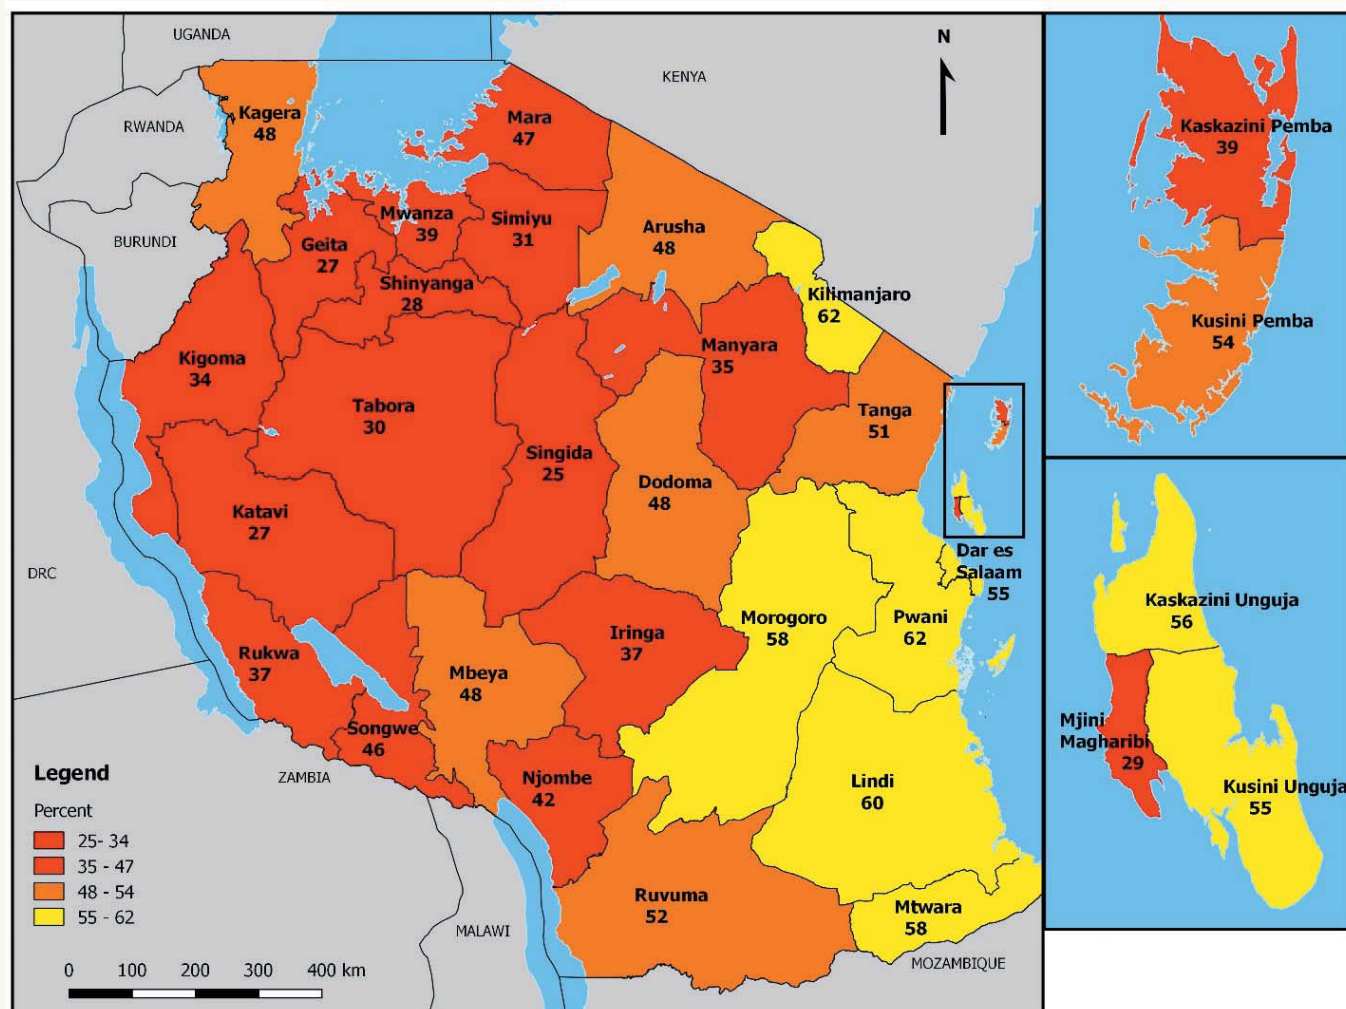 UGANDA
N
KENYA
RWANDA
BURUNDI
DRC
ZAMBIA
MALAWI
MOZAMBIQUE
Kagera
48
Mara
47
Mwanza
39
Simiyu
31
Geita
27
Shinyanga
28
Arusha
48
Kilimanjaro
62
Kigoma
34
Tabora
30
Manyara
35
Singida
25
Dodoma
48
Tanga
51
Katavi
27
Dar es
Salaam
55
Rukwa
37
Mbeya
48
Iringa
37
Morogoro
58
Pwani
62
Songwe
46
Njombe
42
Lindi
60
Ruvuma
52
Mtwara
58
Legend
Percent
25- 34
35 - 47
48 - 54
55 - 62
0 100 200 300 400 km
Kaskazini Pemba
39
Kusini Pemba
54
Kaskazini Unguja
56
Mjini
Magharibi
29
Kusini Unguja
55